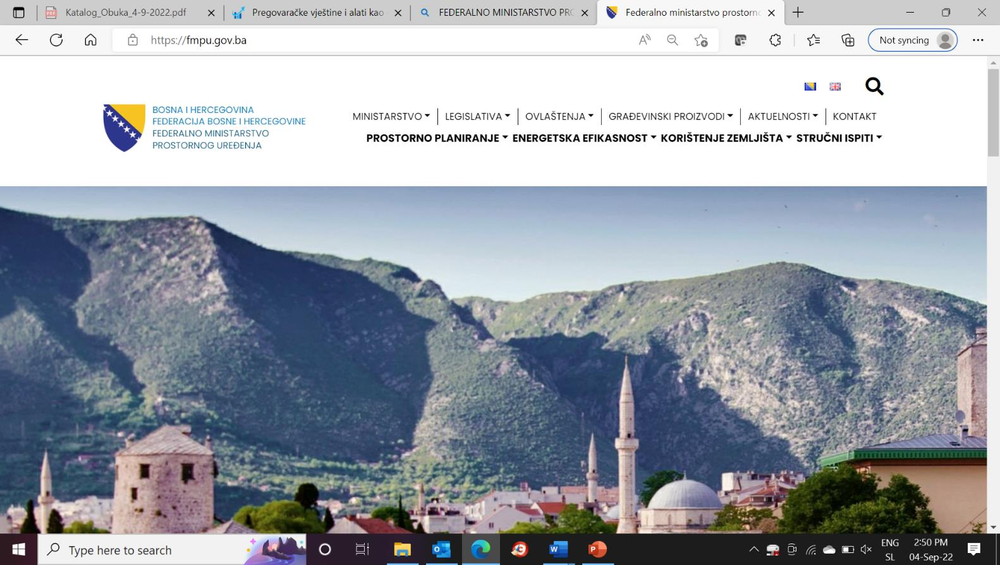 Katalog_Obuka_4-9-2022.pdf
Pregovaračke vještine i alati kao
FEDERALNO MINISTARSTVO PRO
Federalno ministarstvo prostorno
https://fmpu.gov.ba
Not syncing
BOSNA I HERCEGOVINA
FEDERACIJA BOSNE I HERCEGOVINE
FEDERALNO MINISTARSTVO
PROSTORNOG UREĐENJA
MINISTARSTVO LEGISLATIVA OVLAŠTENJA GRAĐEVINSKI PROIZVODI AKTUELNOSTI KONTAKT
PROSTORNO PLANIRANJE ENERGETSKA EFIKASNOST KORIŠTENJE ZEMLJIŠTA STRUČNI ISPITI
Type here to search
ENG
SL
2:50 PM
04-Sep-22